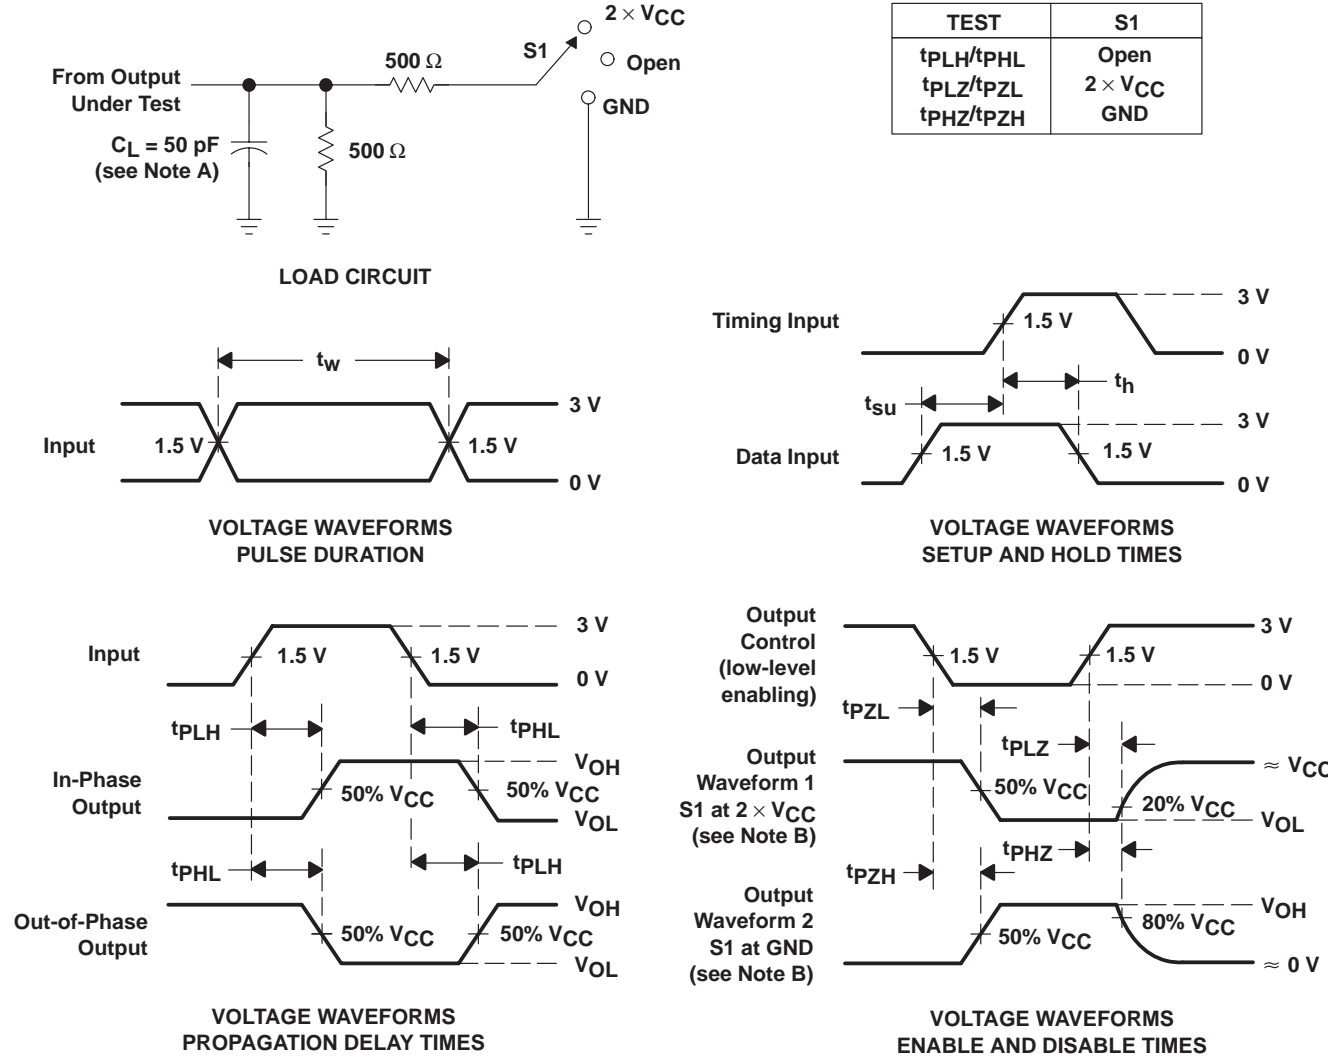 2 × VCC
S1
Open
GND
500 Ω
From Output
Under Test
CL = 50 pF
(see Note A)
500 Ω
LOAD CIRCUIT
TEST S1
tPLH/tPHL Open
tPLZ/tPZL 2 × VCC
tPHZ/tPZH GND
tw
Input
1.5 V
1.5 V
3 V
0 V
VOLTAGE WAVEFORMS
PULSE DURATION
Timing Input
1.5 V
3 V
0 V
th
tsu
Data Input
1.5 V
1.5 V
3 V
0 V
VOLTAGE WAVEFORMS
SETUP AND HOLD TIMES
Input
1.5 V
1.5 V
3 V
0 V
tPLH
tPHL
In-Phase
Output
50% VCC
50% VCC
VOH
VOL
tPHL
tPLH
Out-of-Phase
Output
50% VCC
50% VCC
VOH
VOL
VOLTAGE WAVEFORMS
PROPAGATION DELAY TIMES
Output
Control
(low-level
enabling)
1.5 V
1.5 V
3 V
0 V
tPZL
tPLZ
Output
Waveform 1
S1 at 2 × VCC
(see Note B)
50% VCC
20% VCC
≈ VCC
VOL
tPZH
tPHZ
Output
Waveform 2
S1 at GND
(see Note B)
50% VCC
80% VCC
VOH
≈ 0 V
VOLTAGE WAVEFORMS
ENABLE AND DISABLE TIMES